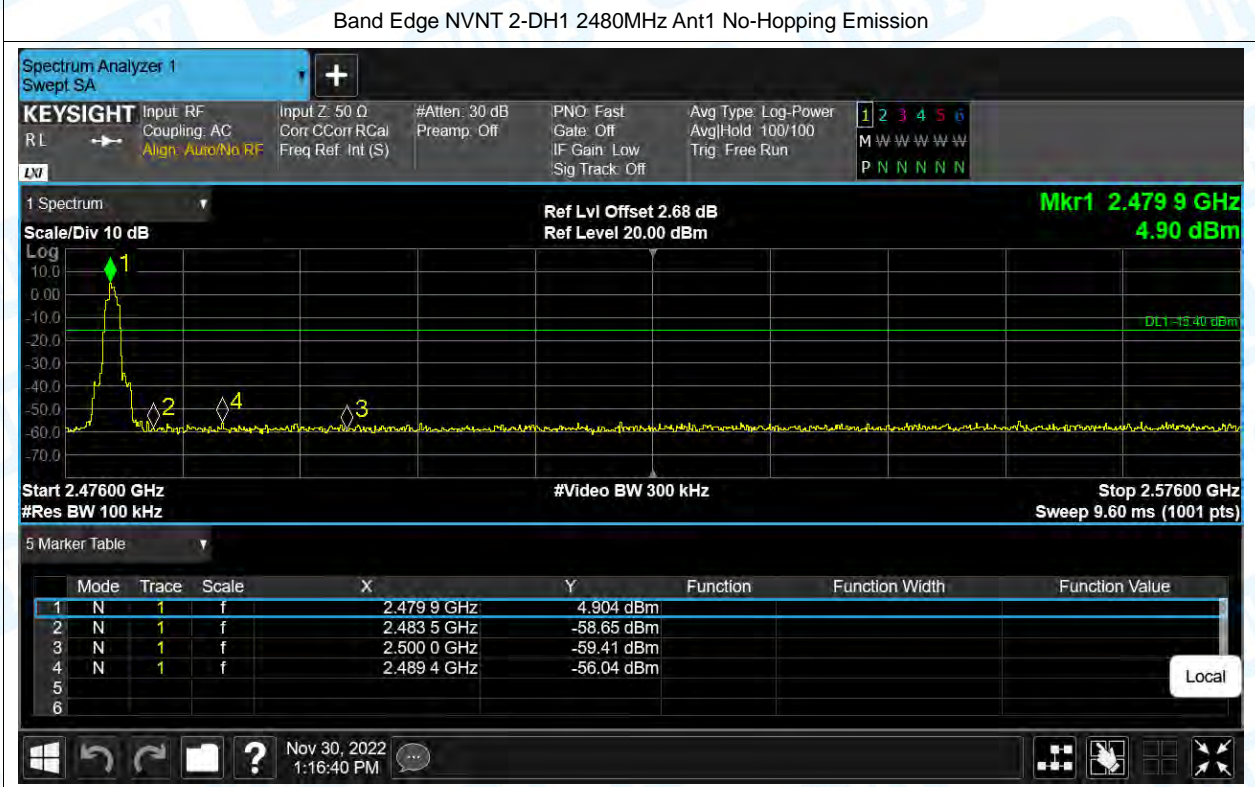 Band Edge NVNT 2-DH1 2480MHz Ant1 No-Hopping Emission
Spectrum Analyzer 1
Swept SA
+
KEYSIGHT Input: RF Input Z: 50 Ω #Atten: 30 dB PNO: Fast Avg Type: Log-Power 1 2 3 4 5 6
RL Coupling: AC Corr CCorr RCal Preamp: Off Gate: Off Avg|Hold: 100/100 M W W W W W
Align: Auto/No RF Freq Ref: Int (S) IF Gain: Low Trig: Free Run
LXI Sig Track: Off P N N N N N N
1 Spectrum
Ref Lvl Offset 2.68 dB Mkr1 2.479 9 GHz
Scale/Div 10 dB Ref Level 20.00 dBm 4.90 dBm
Log
1
10.0
0.00
-10.0
DL1 -15.40 dBm
-20.0
-30.0
-40.0
-50.0
2 4 3
-60.0
-70.0
Start 2.47600 GHz #Video BW 300 kHz Stop 2.57600 GHz
#Res BW 100 kHz Sweep 9.60 ms (1001 pts)
5 Marker Table
Mode Trace Scale X Y Function Function Width Function Value
1 N 1 f 2.479 9 GHz 4.904 dBm
2 N 1 f 2.483 5 GHz -58.65 dBm
3 N 1 f 2.500 0 GHz -59.41 dBm
4 N 1 f 2.489 4 GHz -56.04 dBm
5
6
Local
? Nov 30, 2022
1:16:40 PM